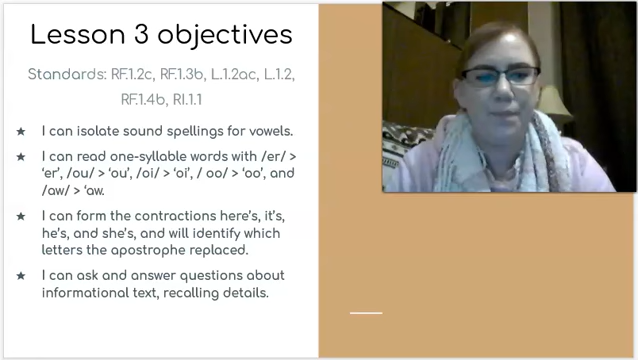 Lesson 3 objectives
Standards: RF.1.2c, RF.1.3b, L.1.2ac, L.1.2,
RF.1.4b, RI.1.1
★ I can isolate sound spellings for vowels.
★ I can read one-syllable words with /er/ >
‘er’, /ou/ > ‘ou’, /oi/ > ‘oi’, / oo/ > ‘oo’, and
/aw/ > ‘aw.
★ I can form the contractions here’s, it’s,
he’s, and she’s, and will identify which
letters the apostrophe replaced.
★ I can ask and answer questions about
informational text, recalling details.